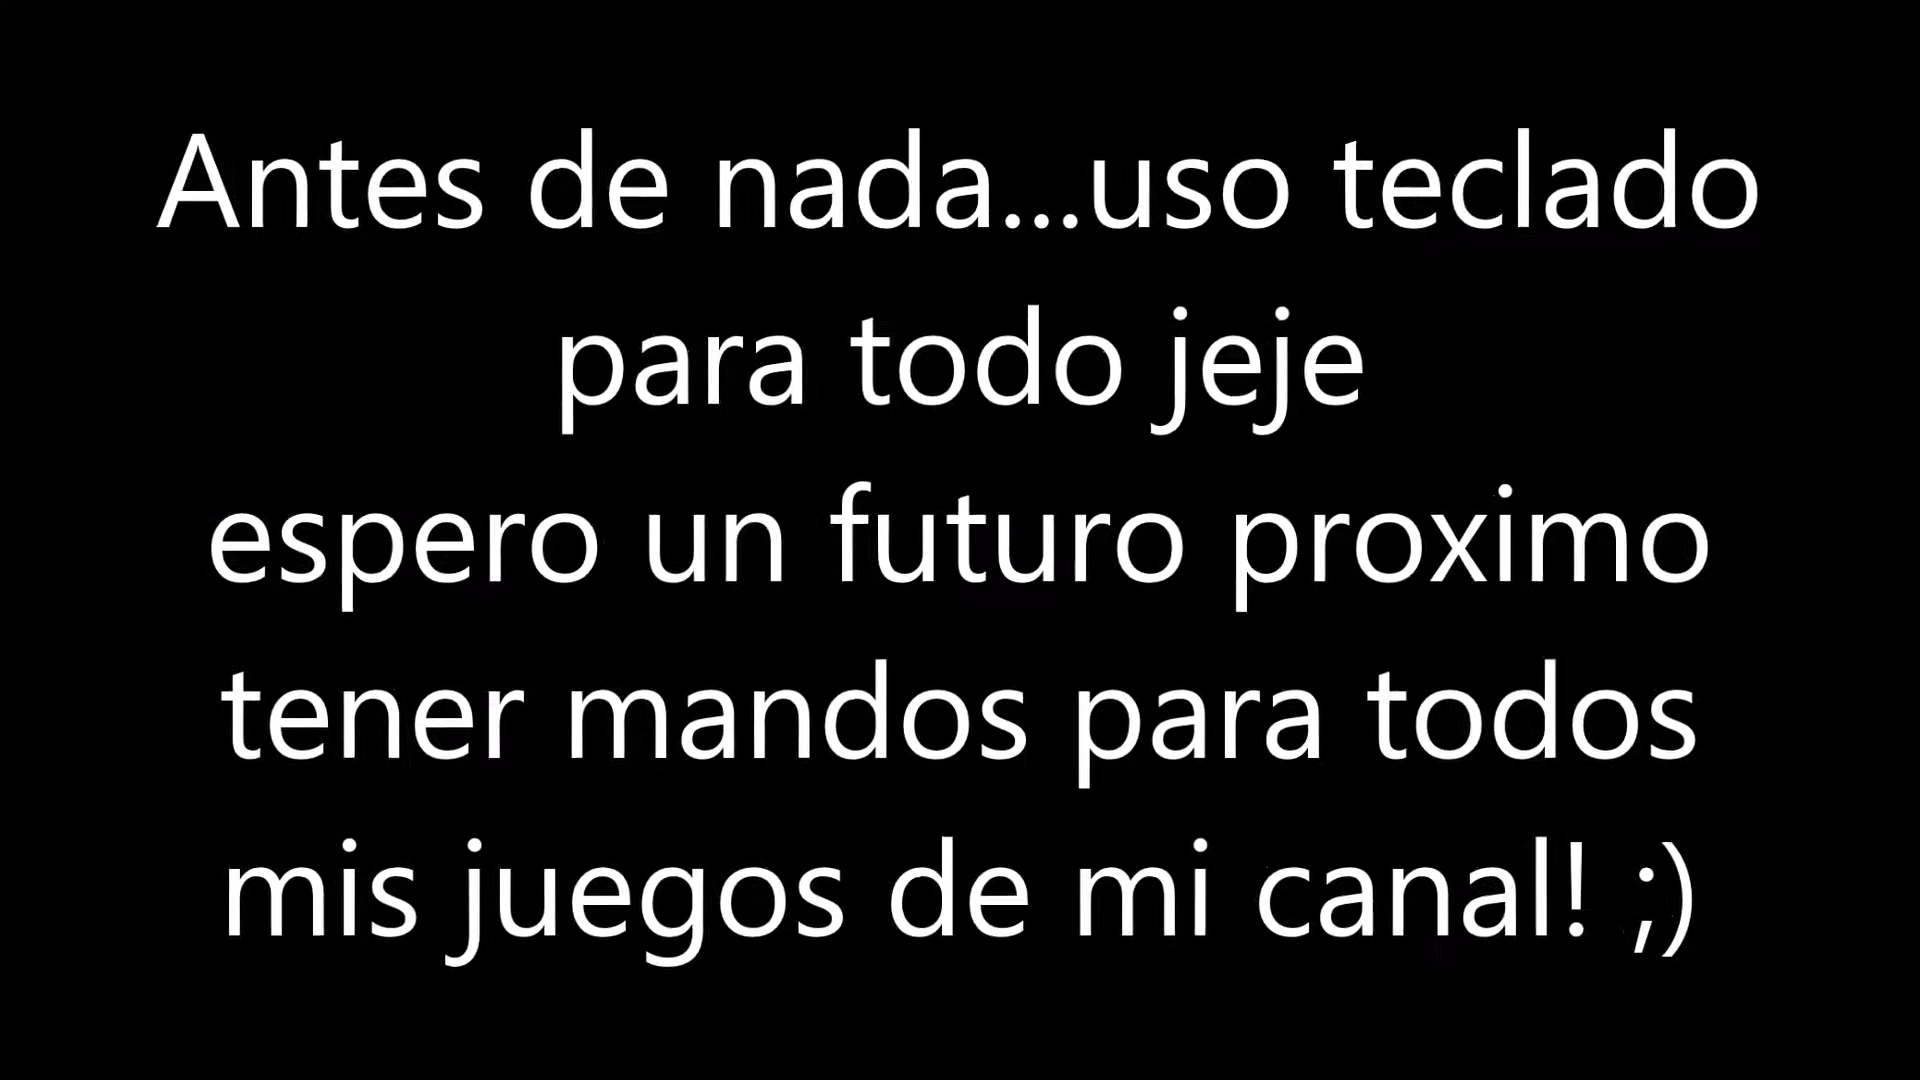 Antes de nada...uso teclado
para todo jeje
espero un futuro proximo
tener mandos para todos
mis juegos de mi canal! ;)